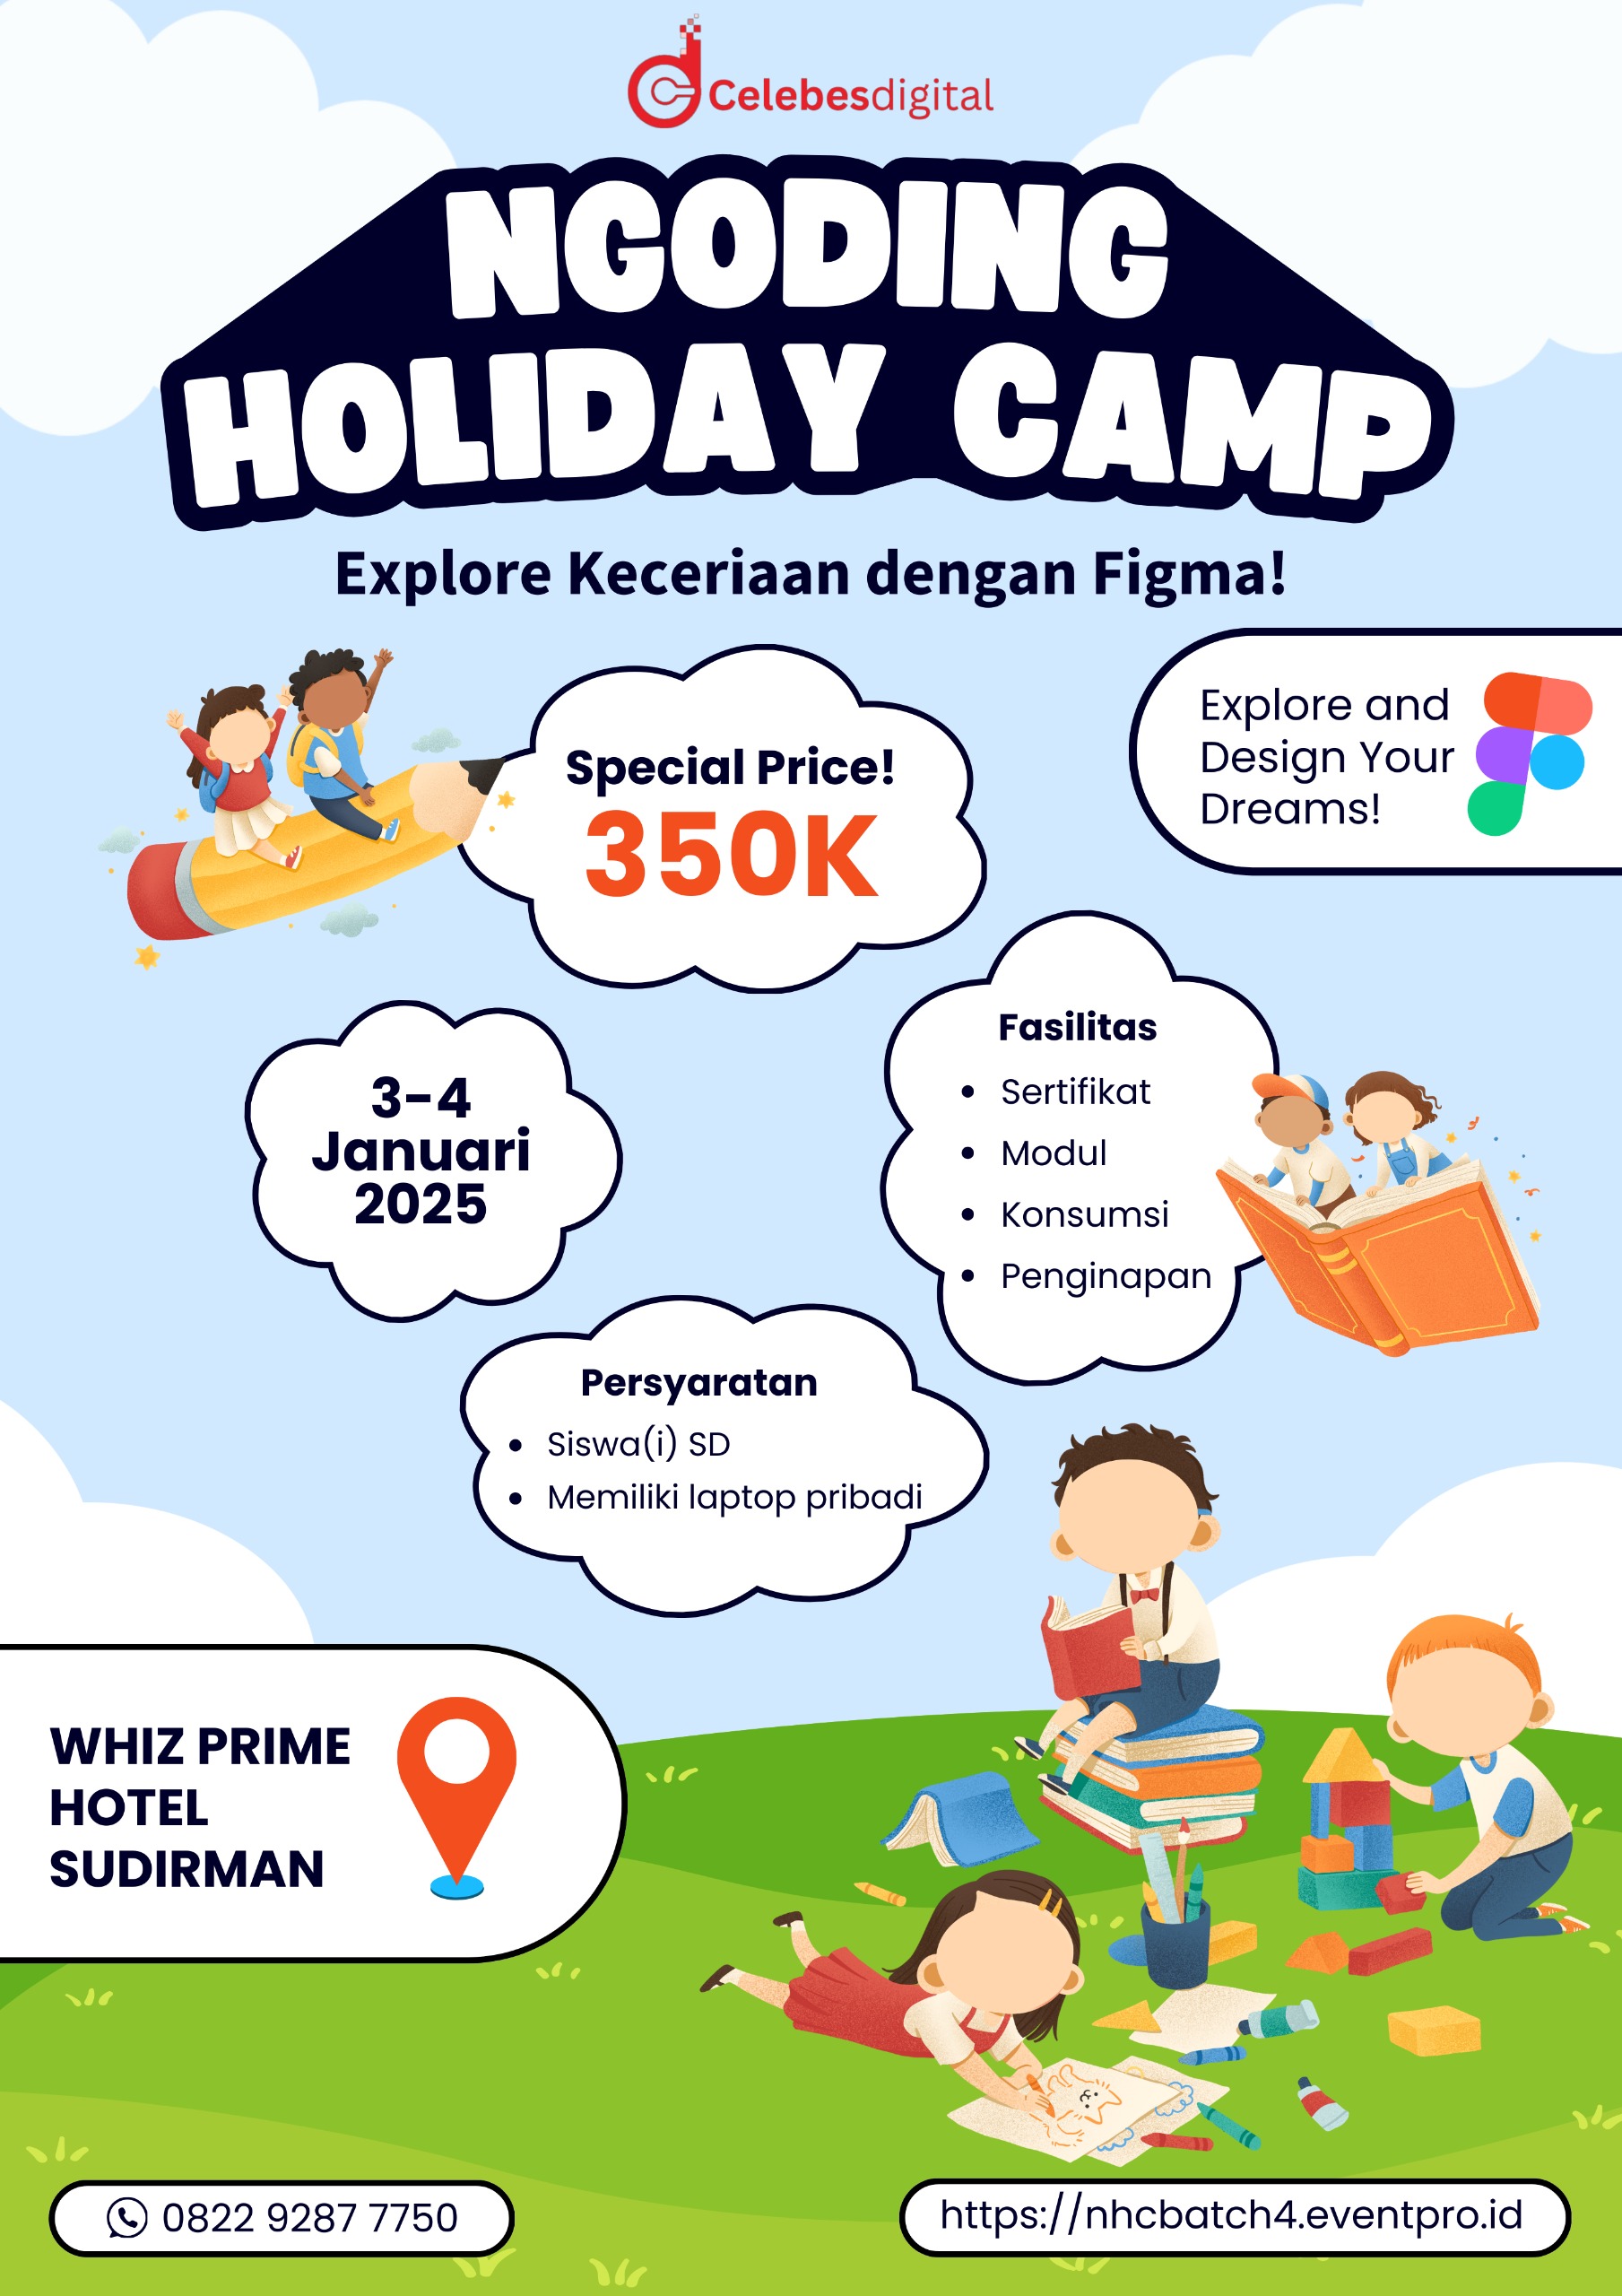 Celebesdigital
NGODING
HOLIDAY CAMP
Explore Keceriaan dengan Figma!
Special Price!
350K
Explore and
Design Your
Dreams!
3-4
Januari
2025
Fasilitas
• Sertifikat
• Modul
• Konsumsi
• Penginapan
Persyaratan
• Siswa(i) SD
• Memiliki laptop pribadi
WHIZ PRIME
HOTEL
SUDIRMAN
0822 9287 7750
https://nhcbatch4.eventpro.id